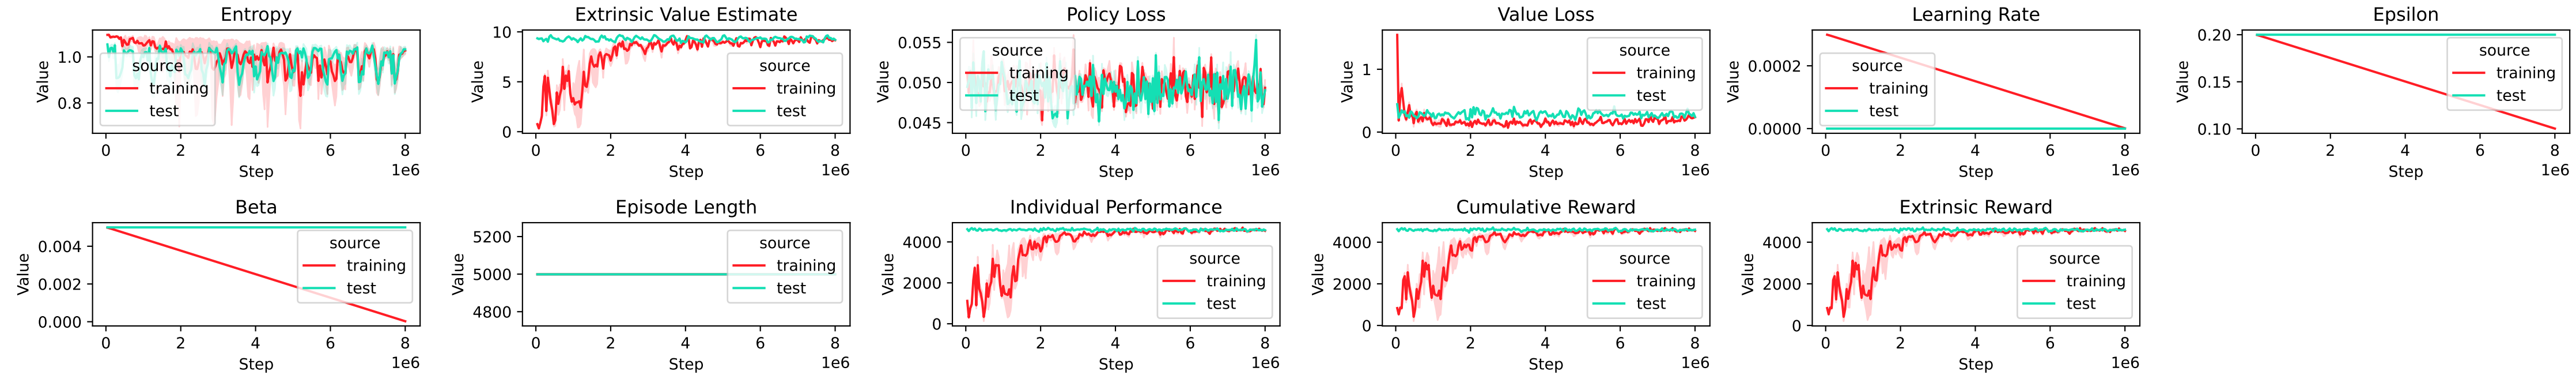 Entropy
Value
1.0
0.8
source
training
test
0 2 4 6 8
Step
1e6
Extrinsic Value Estimate
Value
10
5
0
source
training
test
0 2 4 6 8
Step
1e6
Policy Loss
Value
0.055
0.050
0.045
source
training
test
0 2 4 6 8
Step
1e6
Value Loss
Value
1
0
source
training
test
0 2 4 6 8
Step
1e6
Learning Rate
Value
0.0002
0.0000
source
training
test
0 2 4 6 8
Step
1e6
Epsilon
Value
0.20
0.15
0.10
source
training
test
0 2 4 6 8
Step
1e6
Beta
Value
0.004
0.002
0.000
source
training
test
0 2 4 6 8
Step
1e6
Episode Length
Value
5200
5000
4800
source
training
test
0 2 4 6 8
Step
1e6
Individual Performance
Value
4000
2000
0
source
training
test
0 2 4 6 8
Step
1e6
Cumulative Reward
Value
4000
2000
0
source
training
test
0 2 4 6 8
Step
1e6
Extrinsic Reward
Value
4000
2000
0
source
training
test
0 2 4 6 8
Step
1e6